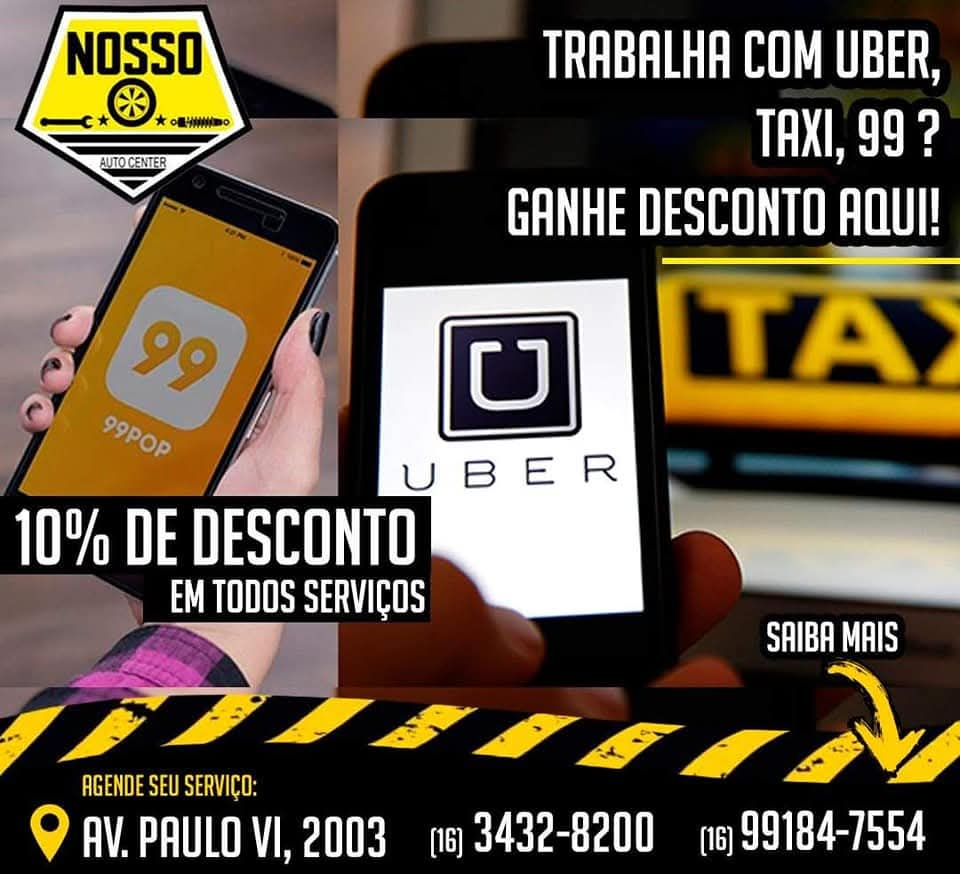 NOSSO
AUTO CENTER
TRABALHA COM UBER,
TAXI, 99 ?
GANHE DESCONTO AQUI!
99
99POP
UBER
TAX
10% DE DESCONTO
EM TODOS SERVIÇOS
SAIBA MAIS
AGENDE SEU SERVIÇO:
AV. PAULO VI, 2003 (16) 3432-8200 (16) 99184-7554